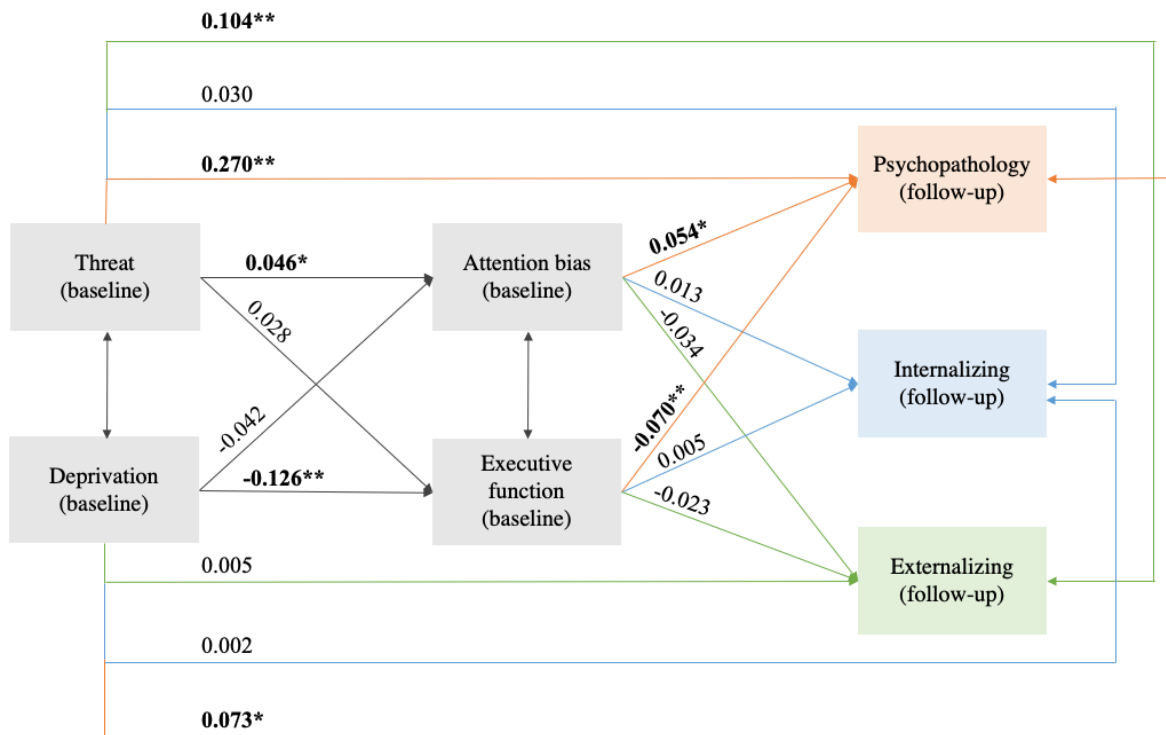 0.104**
0.030
0.270**
Psychopathology
(follow-up)
Threat
(baseline)
0.046*
Attention bias
(baseline)
0.054*
0.013
0.028
-0.034
Internalizing
(follow-up)
-0.042
-0.070**
Deprivation
(baseline)
-0.126**
Executive
function
(baseline)
0.005
-0.023
Externalizing
(follow-up)
0.005
0.002
0.073*